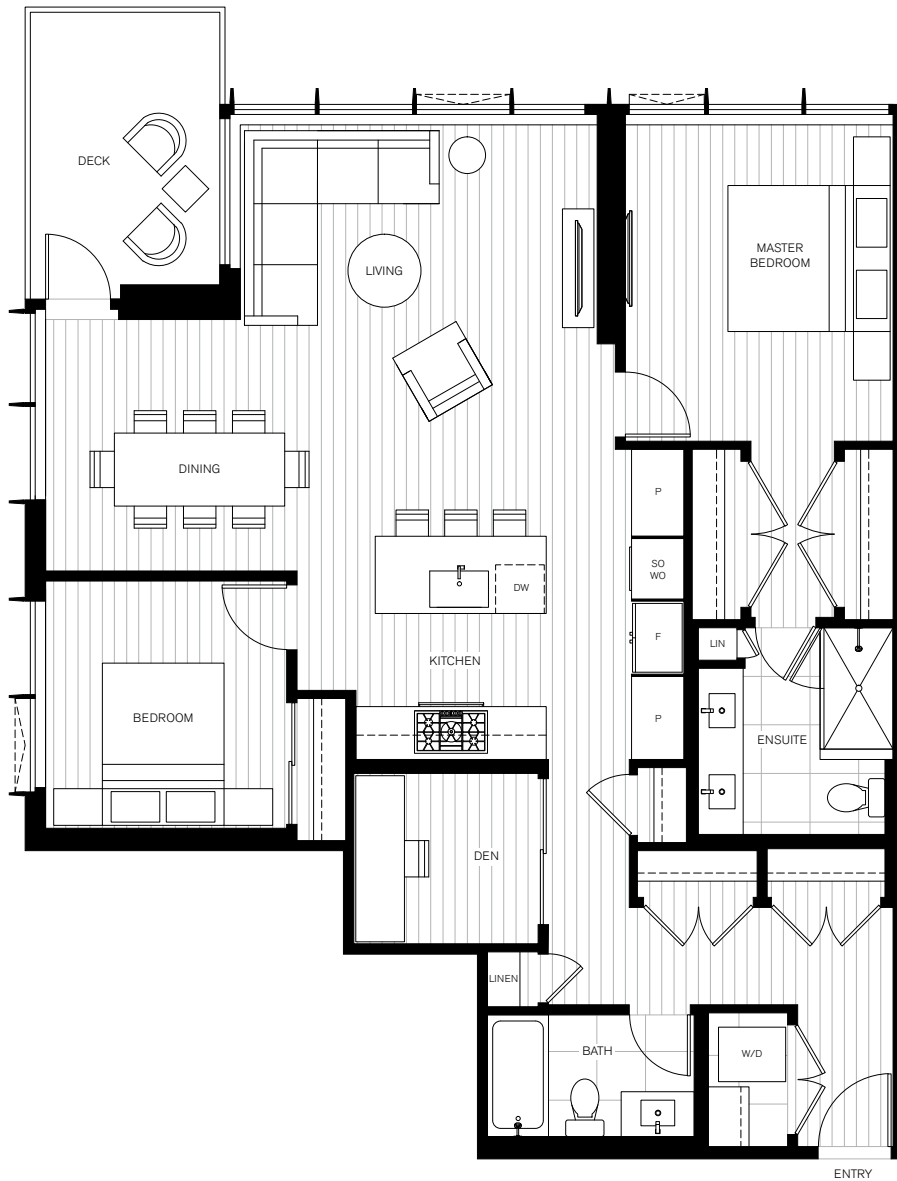 DECK
LIVING
MASTER
BEDROOM
DINING
P
SO
WO
DW
F
LIN
KITCHEN
P
BEDROOM
ENSUITE
DEN
LINEN
BATH
W/D
ENTRY